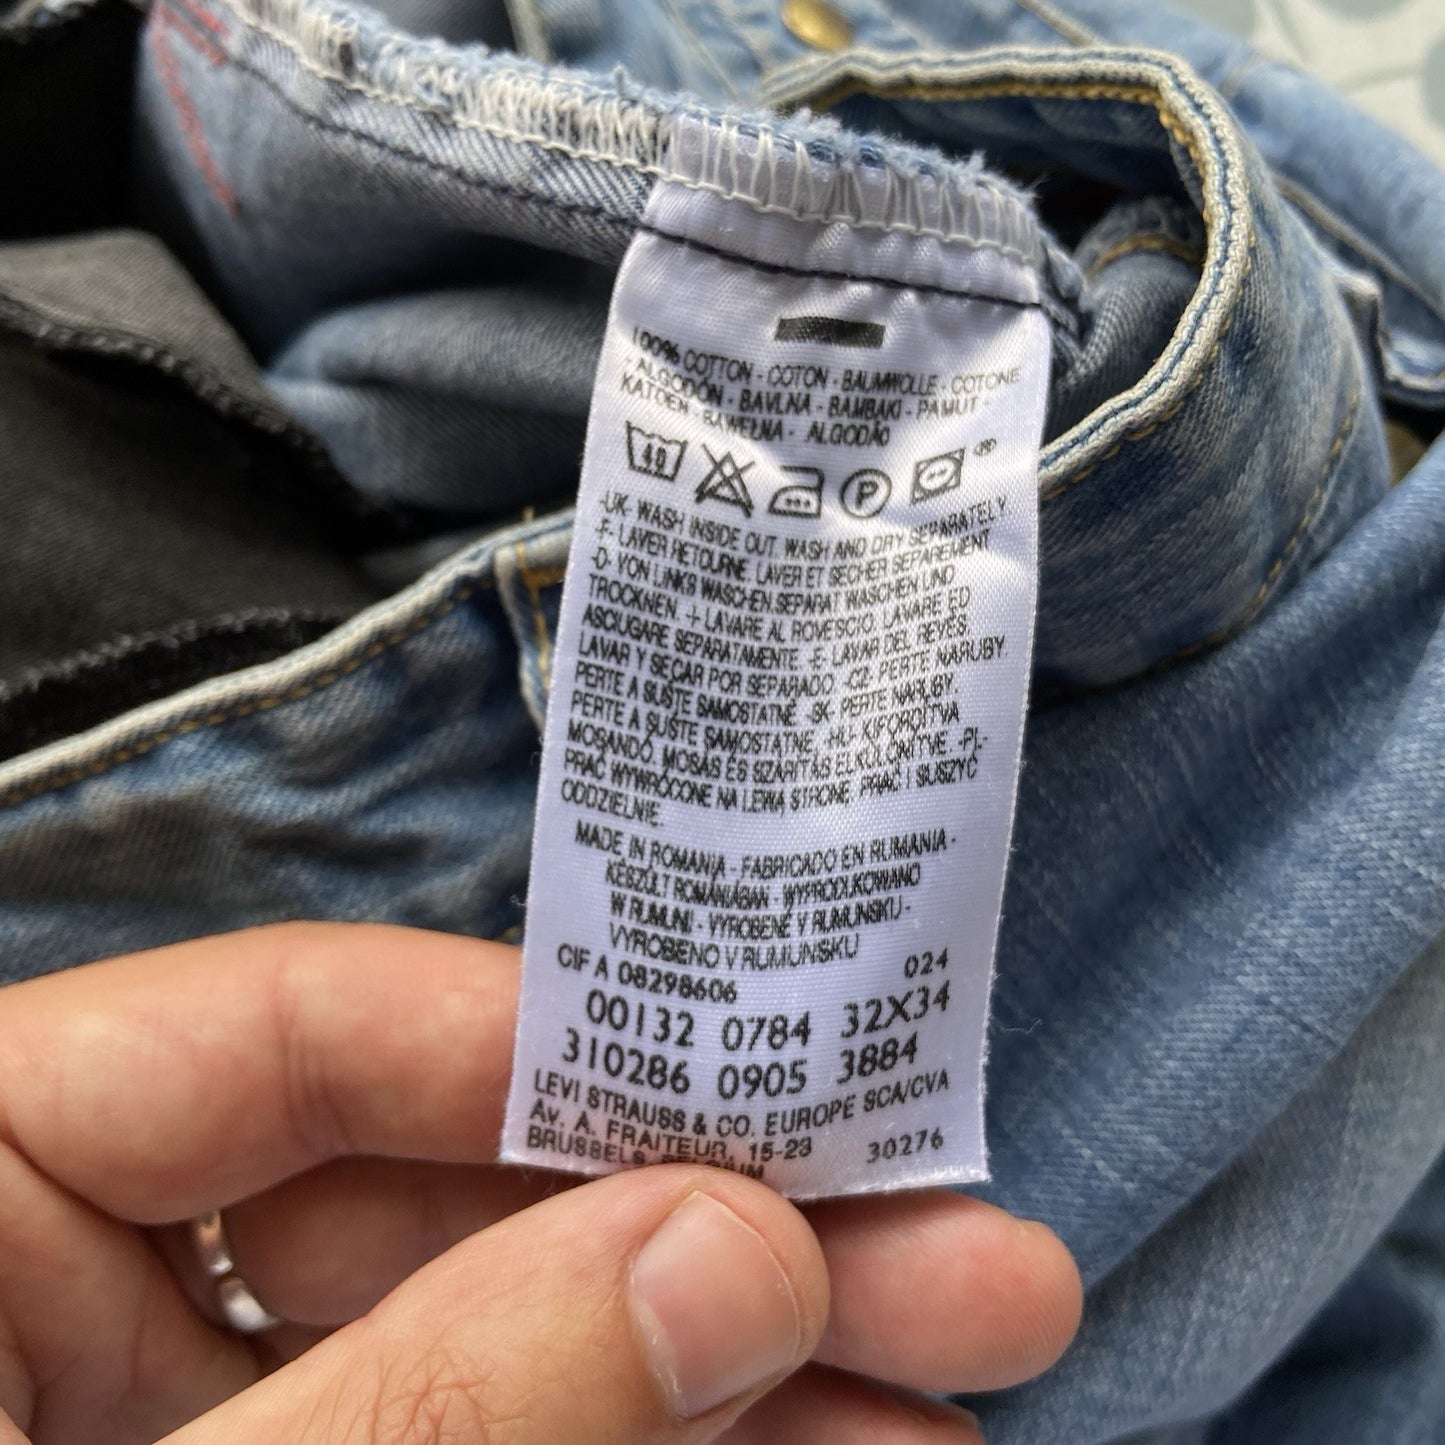 100% COTTON - COTON - BAUMWOLLE - COTONE
- ALGODÓN - BAVLNA - BAMBAKI - PAMUT -
KATOEN - BAWEŁNA - ALGODÃO
40 P ®
-UK- WASH INSIDE OUT. WASH AND DRY SEPARATELY
-F- LAVER RETOURNE. LAVER ET SECHER SEPAREMENT
-D- VON LINKS WASCHEN.SEPARAT WASCHEN UND
TROCKNEN. -I- LAVARE AL ROVESCIO. LAVARE ED
ASCIUGARE SEPARATAMENTE. -E- LAVAR DEL REVÉS.
LAVAR Y SECAR POR SEPARADO. -CZ- PERTE NARUBY.
PERTE A SUŠTE SAMOSTATNĚ. -SK- PERTE NARUBY.
PERTE A SUŠTE SAMOSTATNE. -HU- KIFORDÍTVA
MOSANDÓ. MOSÁS ÉS SZÁRÍTÁS ELKÜLÖNÍTVE. -PL-
PRAĆ WYWRÓCONE NA LEWĄ STRONĘ. PRAĆ I SUSZYĆ
ODDZIELNIE.
MADE IN ROMANIA - FABRICADO EN RUMANIA -
KÉSZÜLT ROMÁNIÁBAN - WYPRODUKOWANO
W RUMUNII - VYROBENÉ V RUMUNSKU -
VYROBENO V RUMUNSKU
CIF A 08298606 024
00132 0784 32X34
310286 0905 3884
LEVI STRAUSS & CO. EUROPE SCA/CVA
AV. A. FRAITEUR, 15-23
BRUSSELS, BELGIUM 30276